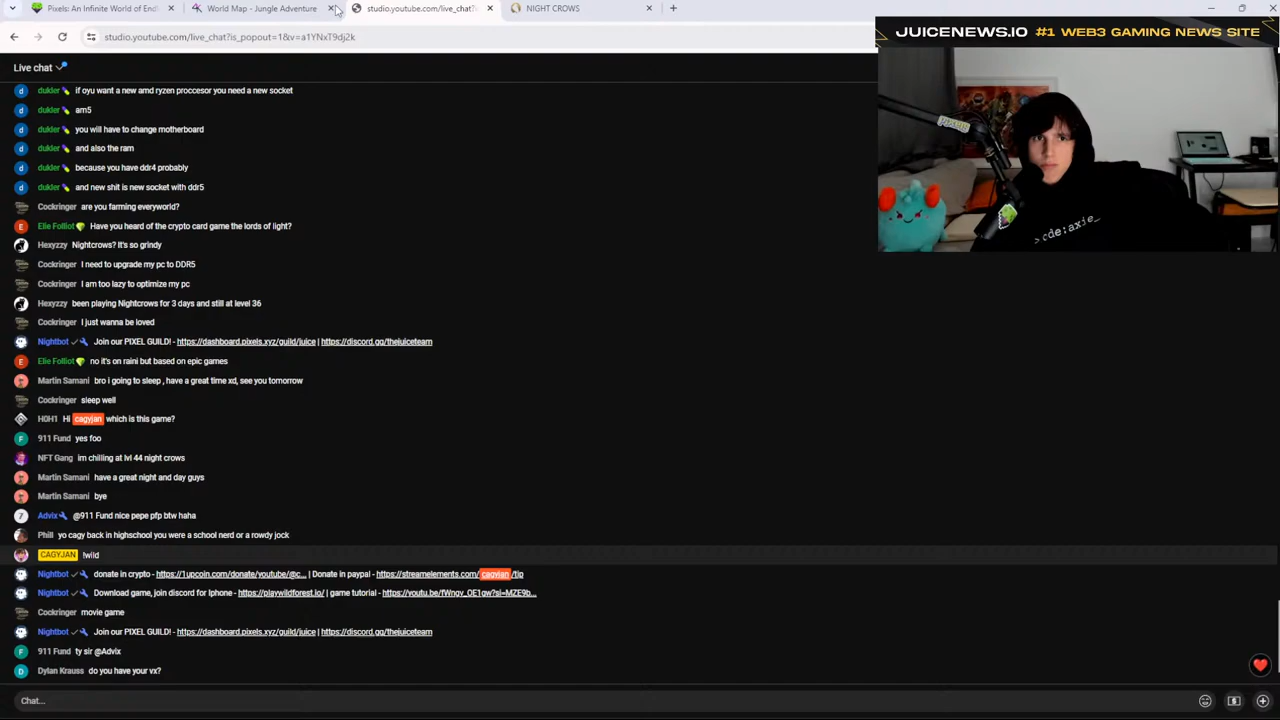 Pixels: An Infinite World of End
World Map - Jungle Adventure
studio.youtube.com/live_chat?
NIGHT CROWS
studio.youtube.com/live_chat?is_popout=1&v=a1YNxT9dj2k
JUICENEWS.IO #1 WEB3 GAMING NEWS SITE
Live chat
dukler if oyu want a new amd ryzen proccesor you need a new socket
dukler am5
dukler you will have to change motherboard
dukler and also the ram
dukler because you have ddr4 probably
dukler and new shit is new socket with ddr5
Cockringer are you farming everyworld?
Elie Folliot Have you heard of the crypto card game the lords of light?
Hexyzzy Nightcrows? It's so grindy
Cockringer I need to upgrade my pc to DDR5
Cockringer I am too lazy to optimize my pc
Hexyzzy been playing Nightcrows for 3 days and still at level 36
Cockringer I just wanna be loved
Nightbot Join our PIXEL GUILD! - https://dashboard.pixels.xyz/guild/juice | https://discord.gg/thejuiceteam
Elie Folliot no it's on raini but based on epic games
Martin Samani bro i going to sleep , have a great time xd, see you tomorrow
Cockringer sleep well
H0H1 Hi cagyjan which is this game?
911 Fund yes foo
NFT Gang im chilling at lvl 44 night crows
Martin Samani have a great night and day guys
Martin Samani bye
Advix @911 Fund nice pepe pfp btw haha
Phill yo cagy back in highschool you were a school nerd or a rowdy jock
CAGYJAN !wild
Nightbot donate in crypto - https://1upcoin.com/donate/youtube/@c... | Donate in paypal - https://streamelements.com/cagyjan/tip
Nightbot Download game, join discord for Iphone - https://playwildforest.io/ | game tutorial - https://youtu.be/fWngy_OE1gw?si=MZE9b...
Cockringer movie game
Nightbot Join our PIXEL GUILD! - https://dashboard.pixels.xyz/guild/juice | https://discord.gg/thejuiceteam
911 Fund ty sir @Advix
Dylan Krauss do you have your vx?
Chat...
pixels
>code:axie_